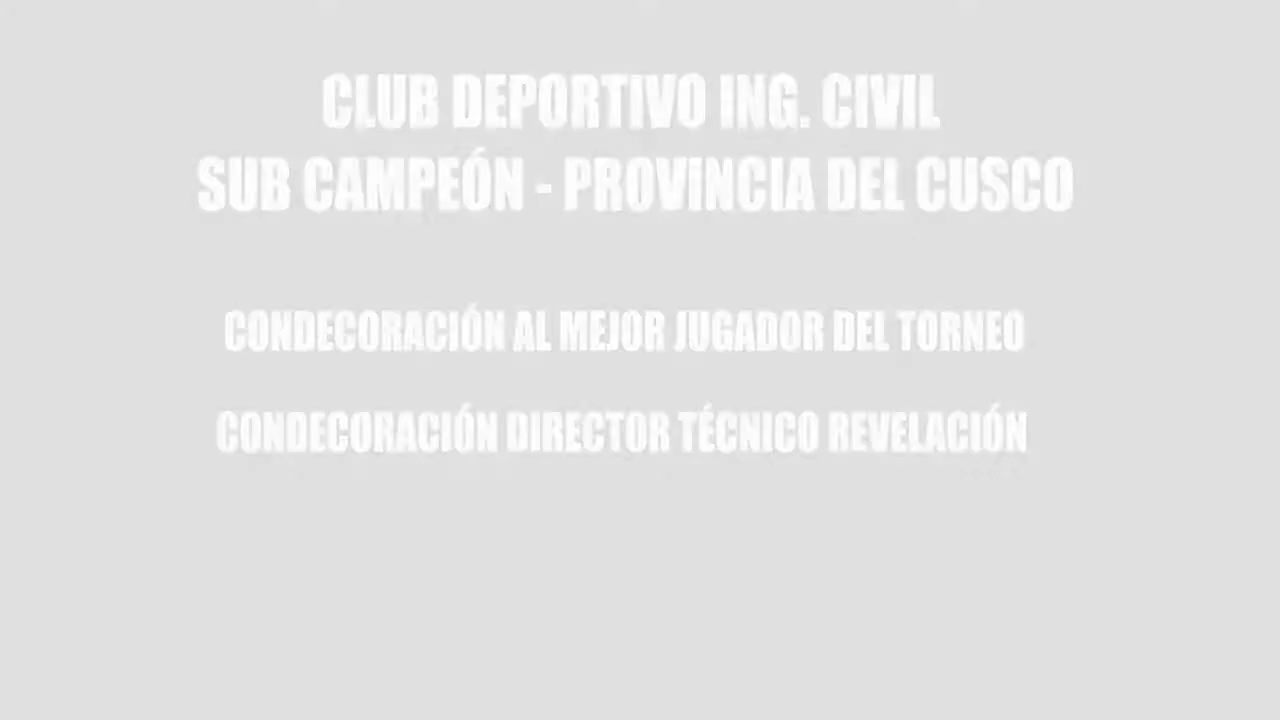 CLUB DEPORTIVO ING. CIVIL
SUB CAMPEÓN - PROVINCIA DEL CUSCO
CONDECORACIÓN AL MEJOR JUGADOR DEL TORNEO
CONDECORACIÓN DIRECTOR TÉCNICO REVELACIÓN